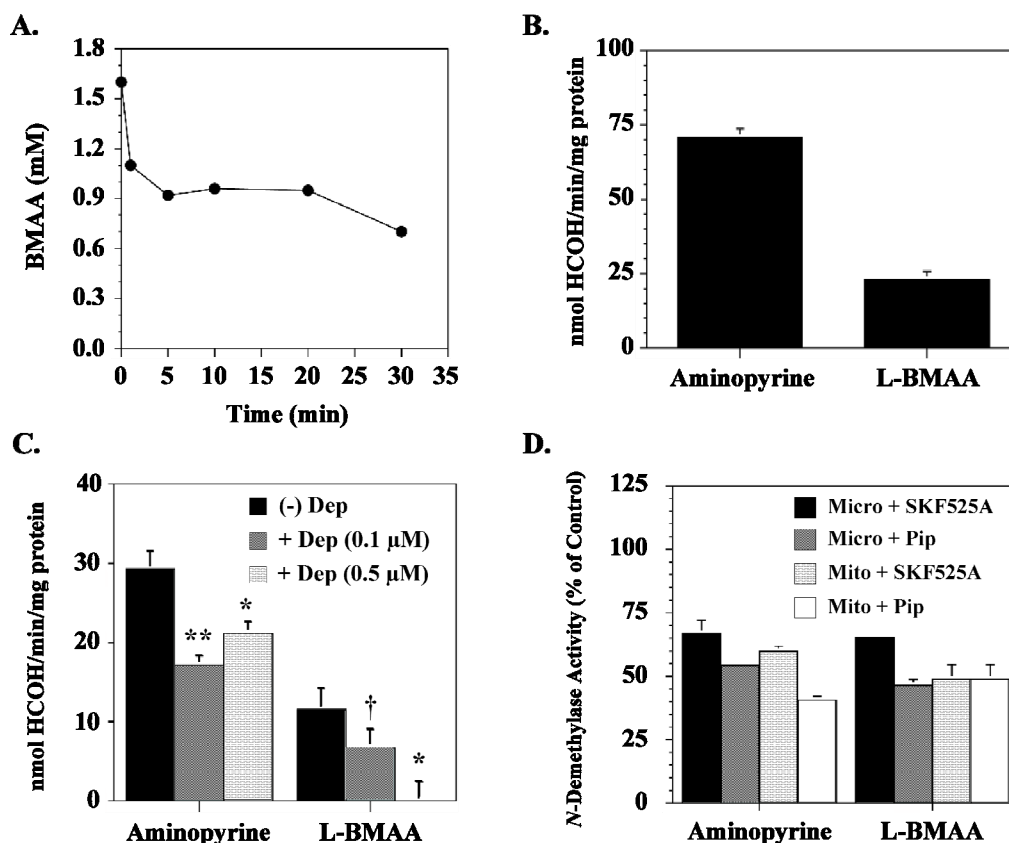 A.
1.8
1.5
1.2
0.9
0.6
0.3
0.0
BMAA (mM)
0 5 10 15 20 25 30 35
Time (min)
B.
100
75
50
25
0
nmol HCOH/min/mg protein
Aminopyrine L-BMAA
C.
40
30
20
10
0
nmol HCOH/min/mg protein
(-) Dep
+ Dep (0.1 µM)
+ Dep (0.5 µM)
** * † *
Aminopyrine L-BMAA
D.
125
100
75
50
25
0
N-Demethylase Activity (% of Control)
Micro + SKF525A
Micro + Pip
Mito + SKF525A
Mito + Pip
Aminopyrine L-BMAA